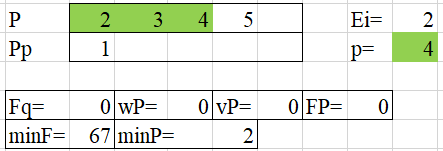 P 2 3 4 5 Ei= 2
Pp 1 p= 4
Fq= 0 wP= 0 vP= 0 FP= 0
minF= 67 minP= 2